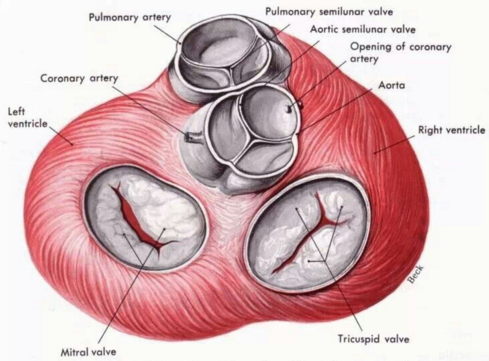 Pulmonary artery
Pulmonary semilunar valve
Aortic semilunar valve
Opening of coronary
artery
Coronary artery
Aorta
Left
ventricle
Right ventricle
Beck
Tricuspid valve
Mitral valve